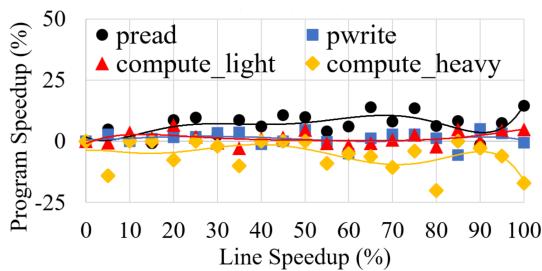 Program Speedup (%)
50
25
0
-25
pread
pwrite
compute_light
compute_heavy
0 10 20 30 40 50 60 70 80 90 100
Line Speedup (%)